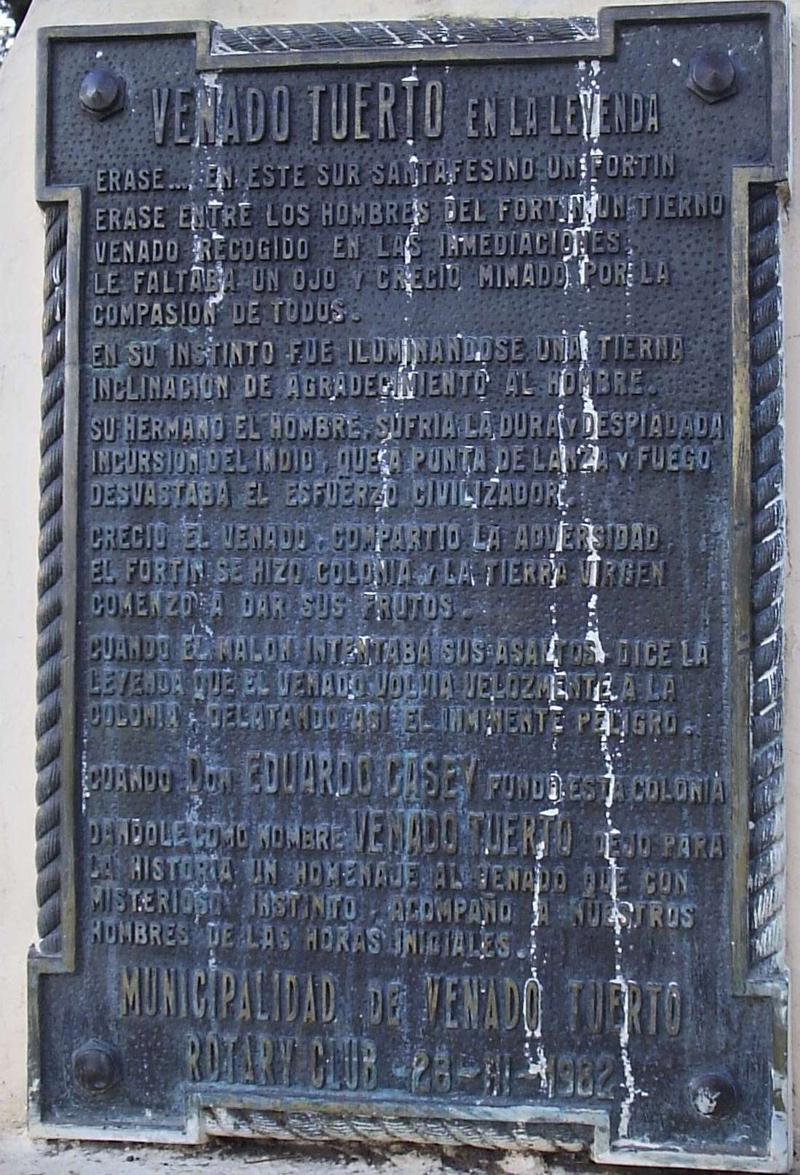 VENADO TUERTO EN LA LEYENDA
ERASE... EN ESTE SUR SANTAFESINO UN FORTIN
ERASE ENTRE LOS HOMBRES DEL FORTIN UN TIERNO
VENADO RECOGIDO EN LAS INMEDIACIONES.
LE FALTABA UN OJO Y CRECIO MIMADO POR LA
COMPASION DE TODOS.
EN SU INSTINTO FUE ILUMINANDOSE UNA TIERNA
INCLINACION DE AGRADECIMIENTO AL HOMBRE.
SU HERMANO EL HOMBRE, SUFRIA LA DURA Y DESPIADADA
INCURSION DEL INDIO, QUE A PUNTA DE LANZA Y FUEGO
DESVASTABA EL ESFUERZO CIVILIZADOR.
CRECIO EL VENADO, COMPARTIO LA ADVERSIDAD
EL FORTIN SE HIZO COLONIA Y LA TIERRA VIRGEN
COMENZO A DAR SUS FRUTOS.
CUANDO EL MALON INTENTABA SUS ASALTOS, DICE LA
LEYENDA QUE EL VENADO VOLVIA VELOZMENTE A LA
COLONIA, DELATANDO ASI EL INMINENTE PELIGRO.
CUANDO DON EDUARDO CASEY FUNDO ESTA COLONIA
DANDOLE COMO NOMBRE VENADO TUERTO DEJO PARA
LA HISTORIA UN HOMENAJE AL VENADO QUE CON
MISTERIOSO INSTINTO, ACOMPAÑO A NUESTROS
HOMBRES DE LAS HORAS INICIALES.
MUNICIPALIDAD DE VENADO TUERTO
ROTARY CLUB - 28-11-1982